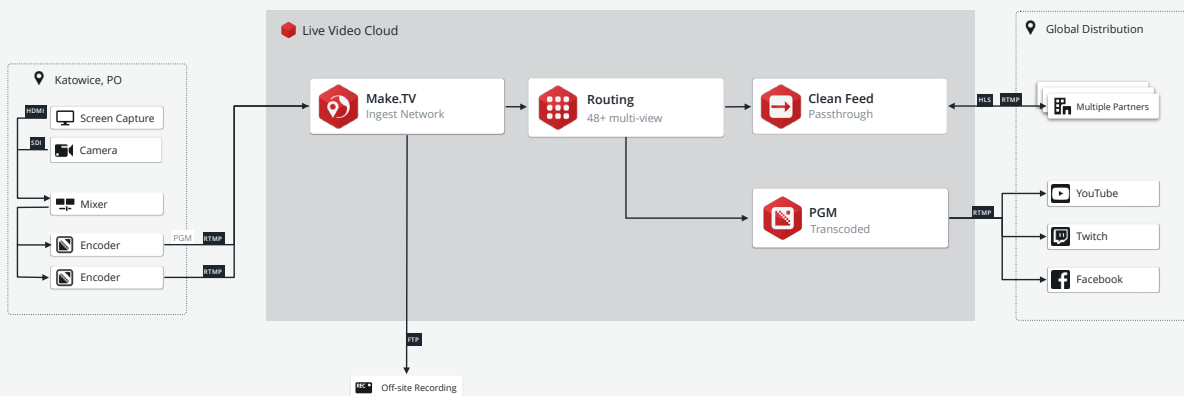 Live Video Cloud
Global Distribution
Katowice, PO
HDMI
Screen Capture
SDI
Camera
Mixer
PGM
RTMP
Encoder
RTMP
Encoder
Make.TV
Ingest Network
Routing
48+ multi-view
Clean Feed
Passthrough
HLS
RTMP
Multiple Partners
PGM
Transcoded
RTMP
YouTube
Twitch
Facebook
FTP
REC
Off-site Recording